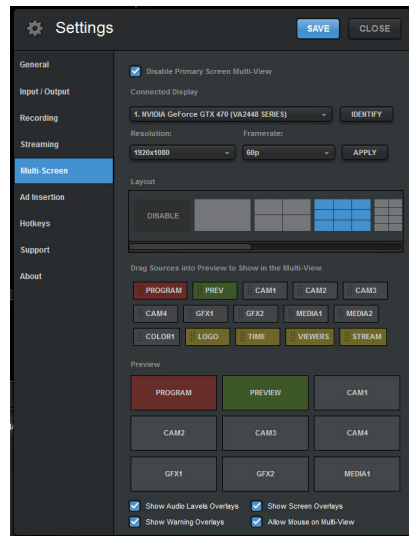 Settings
SAVE
CLOSE
General
Input / Output
Recording
Streaming
Multi-Screen
Ad Insertion
Hotkeys
Support
About
Disable Primary Screen Multi-View
Connected Display
1. NVIDIA GeForce GTX 470 (VA2448 SERIES)
IDENTIFY
Resolution: Framerate:
1920x1080 60p APPLY
Layout
DISABLE
Drag Sources into Preview to Show in the Multi-View
PROGRAM PREV CAM1 CAM2 CAM3
CAM4 GFX1 GFX2 MEDIA1 MEDIA2
COLOR1 LOGO TIME VIEWERS STREAM
Preview
PROGRAM PREVIEW CAM1
CAM2 CAM3 CAM4
GFX1 GFX2 MEDIA1
Show Audio Levels Overlays Show Screen Overlays
Show Warning Overlays Allow Mouse on Multi-View